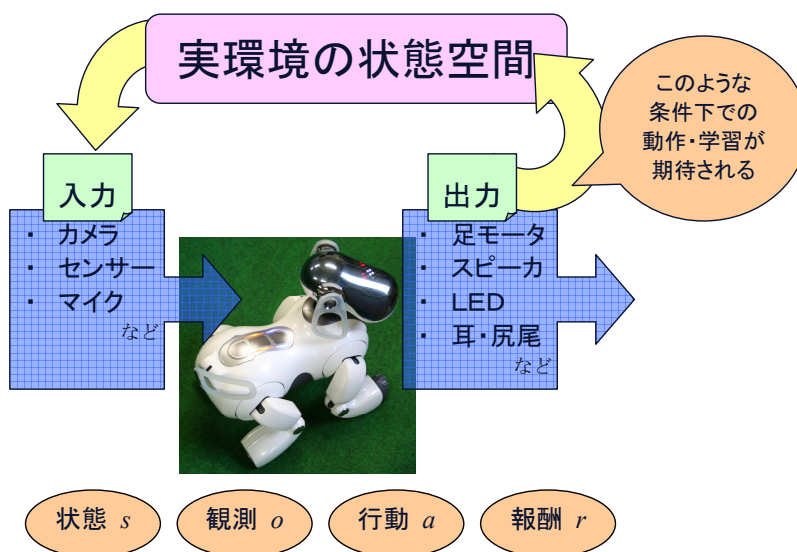 実環境の状態空間
このような
条件下での
動作・学習が
期待される
入力
・ カメラ
・ センサー
・ マイク
など
出力
・ 足モータ
・ スピーカ
・ LED
・ 耳・尻尾
など
状態 s
観測 o
行動 a
報酬 r